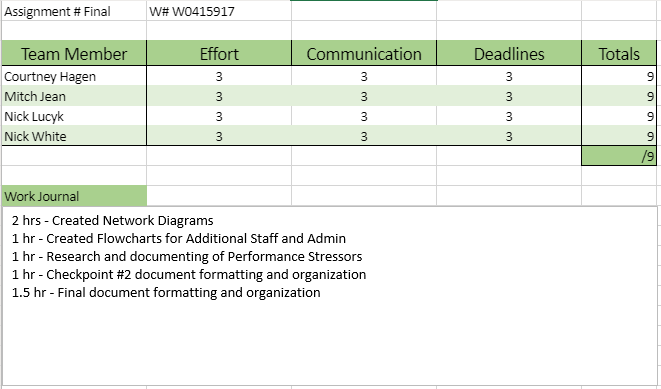 Assignment # Final W# W0415917
Team Member Effort Communication Deadlines Totals
Courtney Hagen 3 3 3 9
Mitch Jean 3 3 3 9
Nick Lucyk 3 3 3 9
Nick White 3 3 3 9
/9
Work Journal
2 hrs - Created Network Diagrams
1 hr - Created Flowcharts for Additional Staff and Admin
1 hr - Research and documenting of Performance Stressors
1 hr - Checkpoint #2 document formatting and organization
1.5 hr - Final document formatting and organization